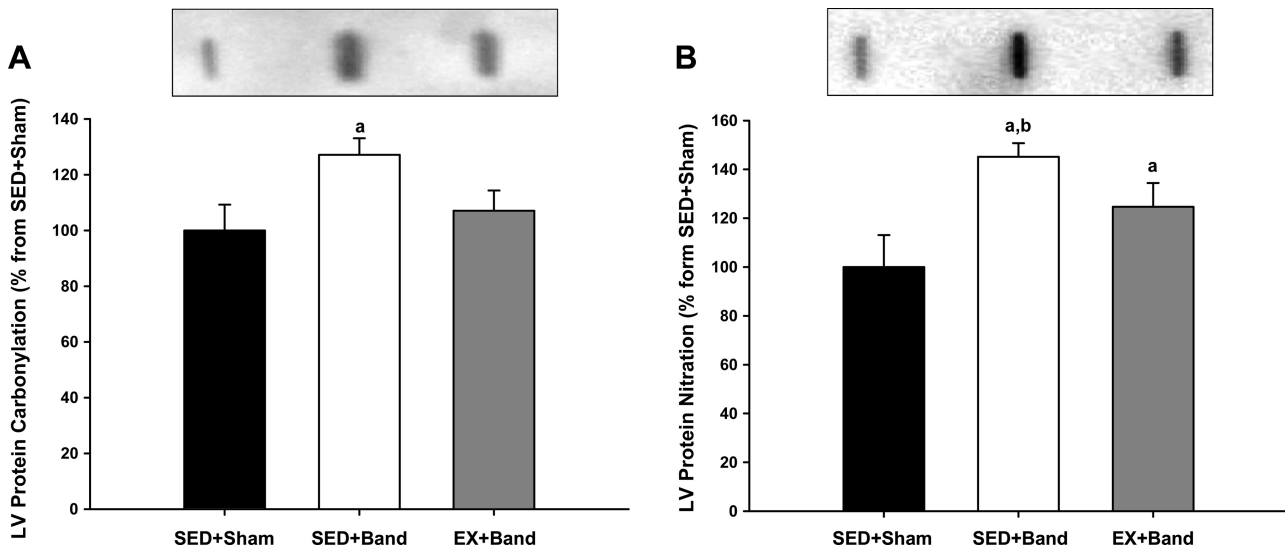 A
LV Protein Carbonylation (% from SED+Sham)
140
120
100
80
60
40
20
0
a
SED+Sham SED+Band EX+Band
B
LV Protein Nitration (% form SED+Sham)
160
140
120
100
80
60
40
20
0
a,b
a
SED+Sham SED+Band EX+Band